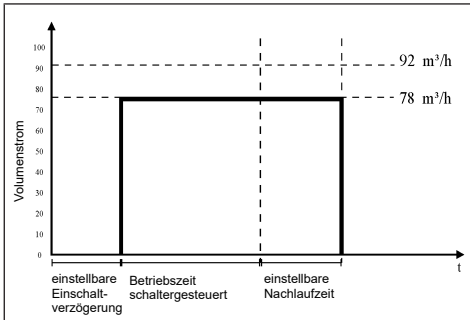 100
90
80
70
60
50
40
30
20
10
0
Volumenstrom
92 m³/h
78 m³/h
t
einstellbare
Einschalt-
verzögerung
Betriebszeit
schaltergesteuert
einstellbare
Nachlaufzeit